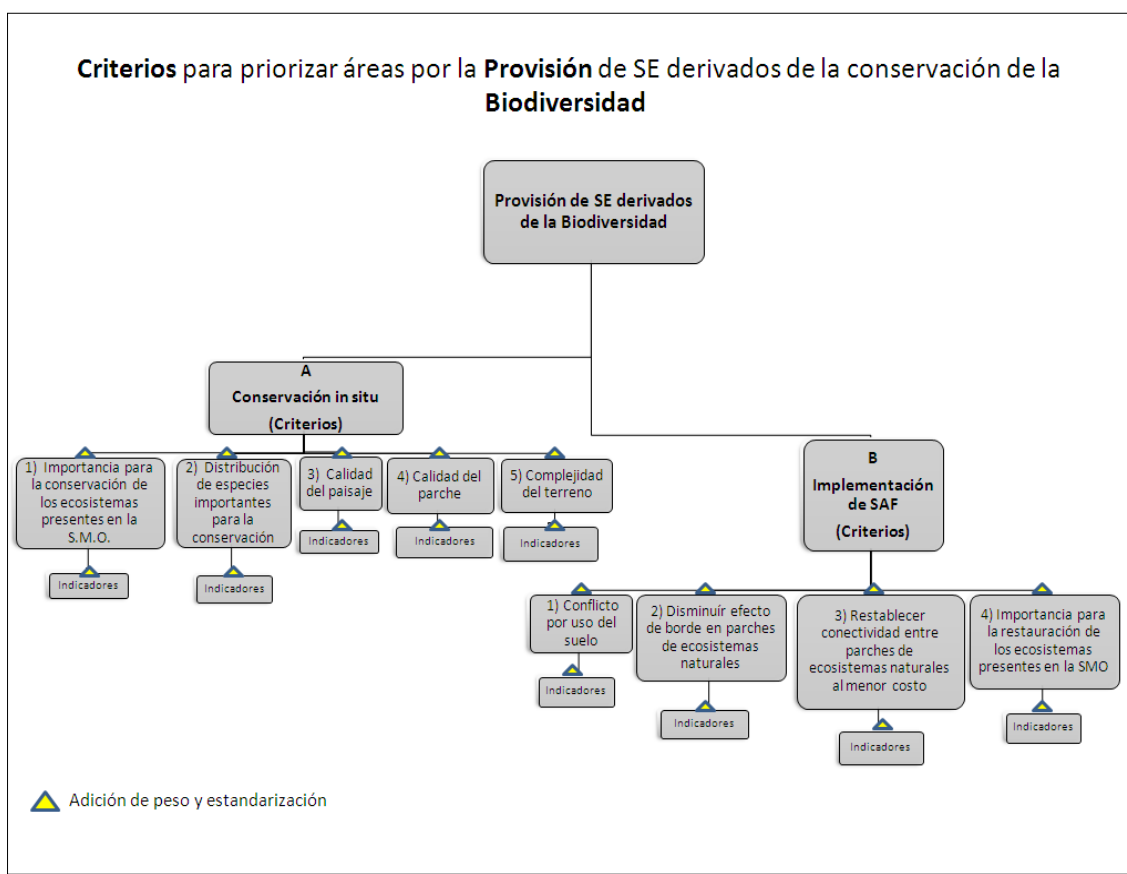 Criterios para priorizar áreas por la Provisión de SE derivados de la conservación de la
Biodiversidad
Provisión de SE derivados
de la Biodiversidad
A
Conservación in situ
(Criterios)
1) Importancia para
la conservación de
los ecosistemas
presentes en la
S.M.O.
2) Distribución
de especies
importantes
para la
conservación
3) Calidad
del paisaje
4) Calidad del
parche
5) Complejidad
del terreno
Indicadores
Indicadores
Indicadores
Indicadores
Indicadores
B
Implementación
de SAF
(Criterios)
1) Conflicto
por uso del
suelo
2) Disminuír efecto
de borde en parches
de ecosistemas
naturales
3) Restablecer
conectividad entre
parches de
ecosistemas naturales
al menor costo
4) Importancia para
la restauración de
los ecosistemas
presentes en la SMO
Indicadores
Indicadores
Indicadores
Indicadores
Adición de peso y estandarización